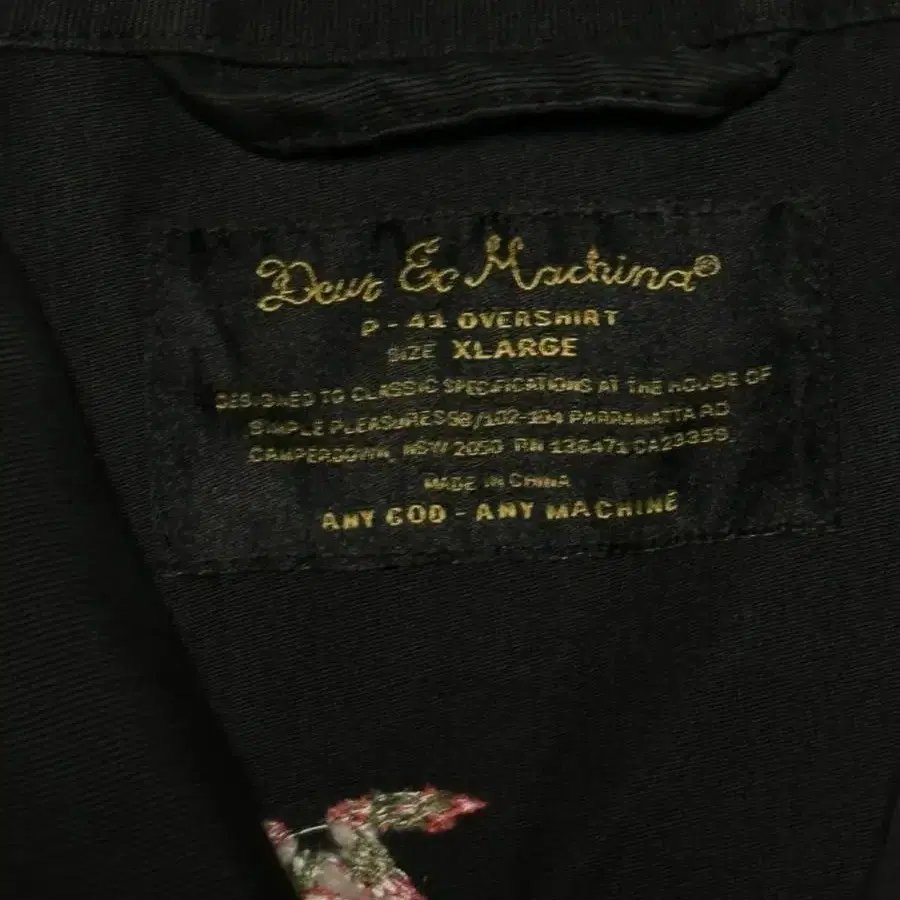 Deus Ex Machina®
P-41 OVERSHIRT
SIZE XLARGE
DESIGNED TO CLASSIC SPECIFICATIONS AT THE HOUSE OF
SIMPLE PLEASURES 98/102-104 PARRAMATTA RD
CAMPERDOWN, NSW 2050 RN 136471 CA23359
MADE IN CHINA
ANY GOD - ANY MACHINE